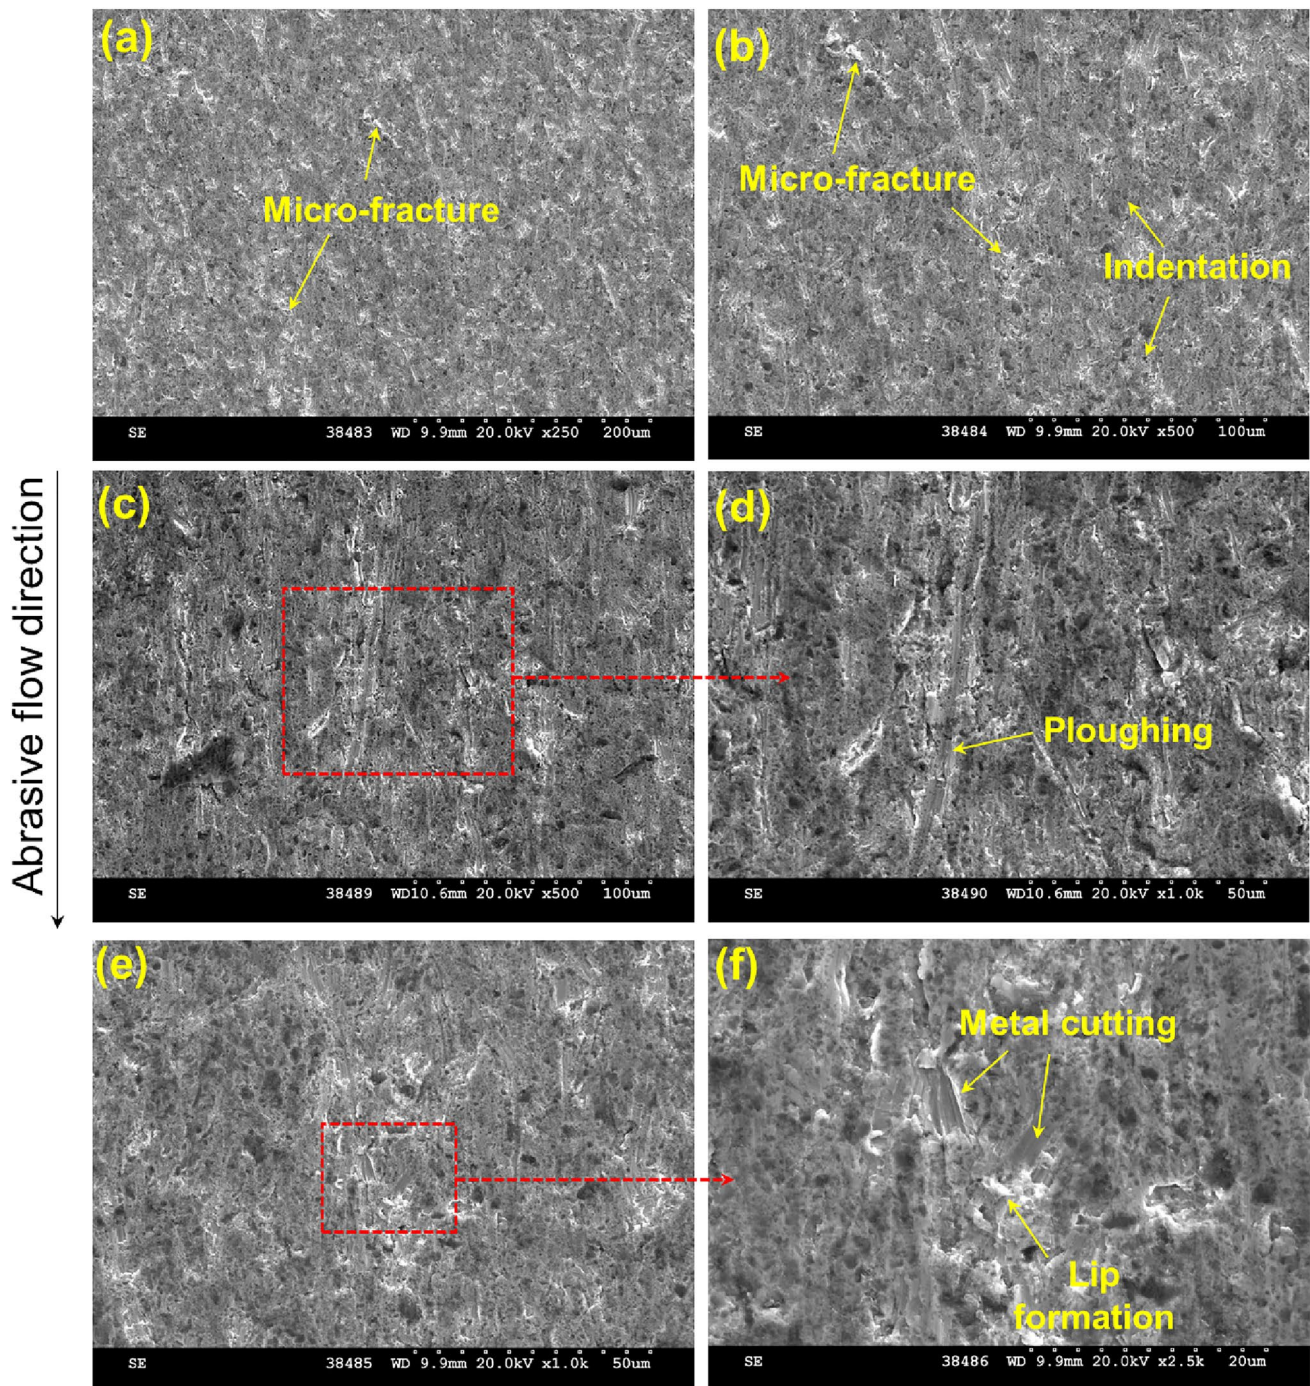 (a)
Micro-fracture
SE 38483 WD 9.9mm 20.0kV x250 200um
(b)
Micro-fracture
Indentation
SE 38484 WD 9.9mm 20.0kV x500 100um
Abrasive flow direction
(c)
SE 38489 WD10.6mm 20.0kV x500 100um
(d)
Ploughing
SE 38490 WD10.6mm 20.0kV x1.0k 50um
(e)
SE 38485 WD 9.9mm 20.0kV x1.0k 50um
(f)
Metal cutting
Lip
formation
SE 38486 WD 9.9mm 20.0kV x2.5k 20um